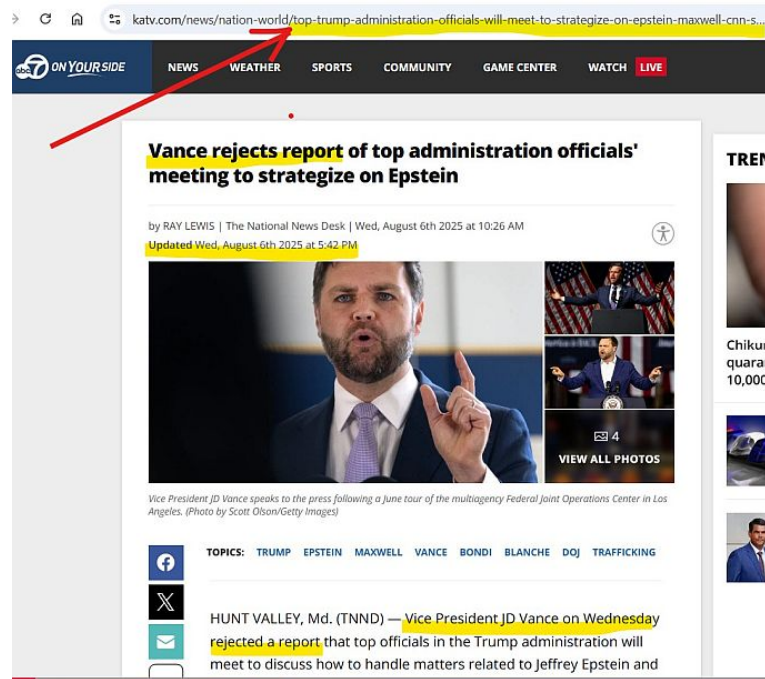 katv.com/news/nation-world/top-trump-administration-officials-will-meet-to-strategize-on-epstein-maxwell-cnn-s...
abc 7 ON YOUR SIDE
NEWS WEATHER SPORTS COMMUNITY GAME CENTER WATCH LIVE
Vance rejects report of top administration officials'
meeting to strategize on Epstein
TREN
by RAY LEWIS | The National News Desk | Wed, August 6th 2025 at 10:26 AM
Updated Wed, August 6th 2025 at 5:42 PM
Chikun
quaran
10,000
4
VIEW ALL PHOTOS
Vice President JD Vance speaks to the press following a June tour of the multiagency Federal Joint Operations Center in Los
Angeles. (Photo by Scott Olson/Getty Images)
TOPICS: TRUMP EPSTEIN MAXWELL VANCE BONDI BLANCHE DOJ TRAFFICKING
HUNT VALLEY, Md. (TNND) — Vice President JD Vance on Wednesday
rejected a report that top officials in the Trump administration will
meet to discuss how to handle matters related to Jeffrey Epstein and